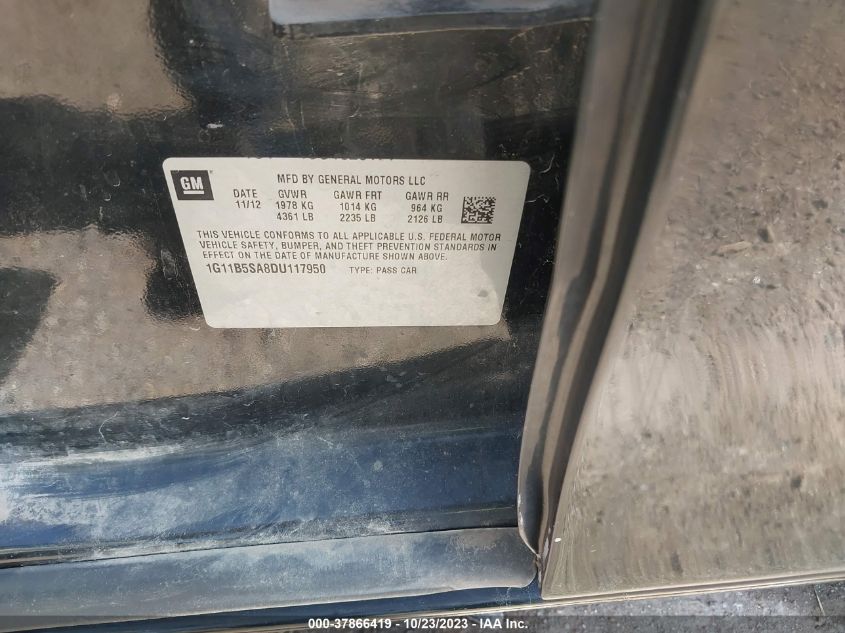 GM
MFD BY GENERAL MOTORS LLC
DATE GVWR GAWR FRT GAWR RR
11/12 1978 KG 1014 KG 964 KG
4361 LB 2235 LB 2126 LB
THIS VEHICLE CONFORMS TO ALL APPLICABLE U.S. FEDERAL MOTOR
VEHICLE SAFETY, BUMPER, AND THEFT PREVENTION STANDARDS IN
EFFECT ON THE DATE OF MANUFACTURE SHOWN ABOVE.
1G11B5SA8DU117950 TYPE: PASS CAR
000-37866419 - 10/23/2023 - IAA Inc.